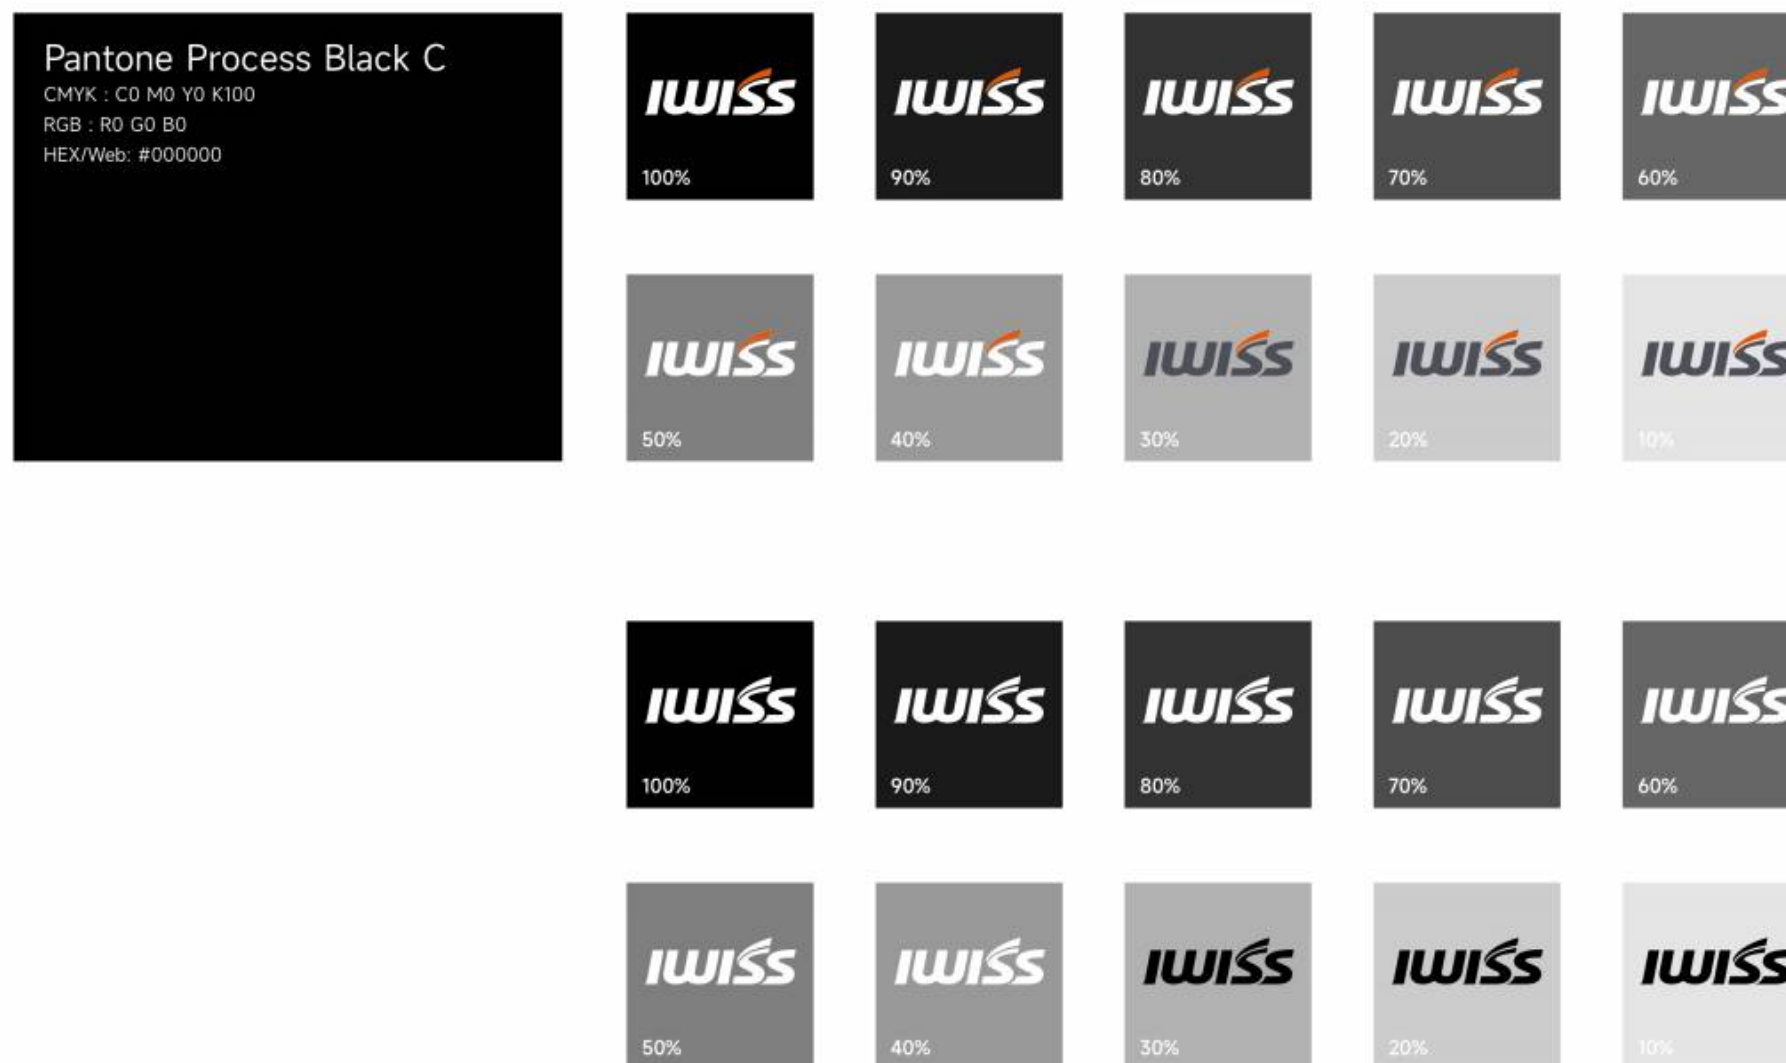 Pantone Process Black C
CMYK : C0 M0 Y0 K100
RGB : R0 G0 B0
HEX/Web: #000000
IWISS IWISS IWISS IWISS IWISS
100% 90% 80% 70% 60%
IWISS IWISS IWISS IWISS IWISS
50% 40% 30% 20% 10%
IWISS IWISS IWISS IWISS IWISS
100% 90% 80% 70% 60%
IWISS IWISS IWISS IWISS IWISS
50% 40% 30% 20% 10%